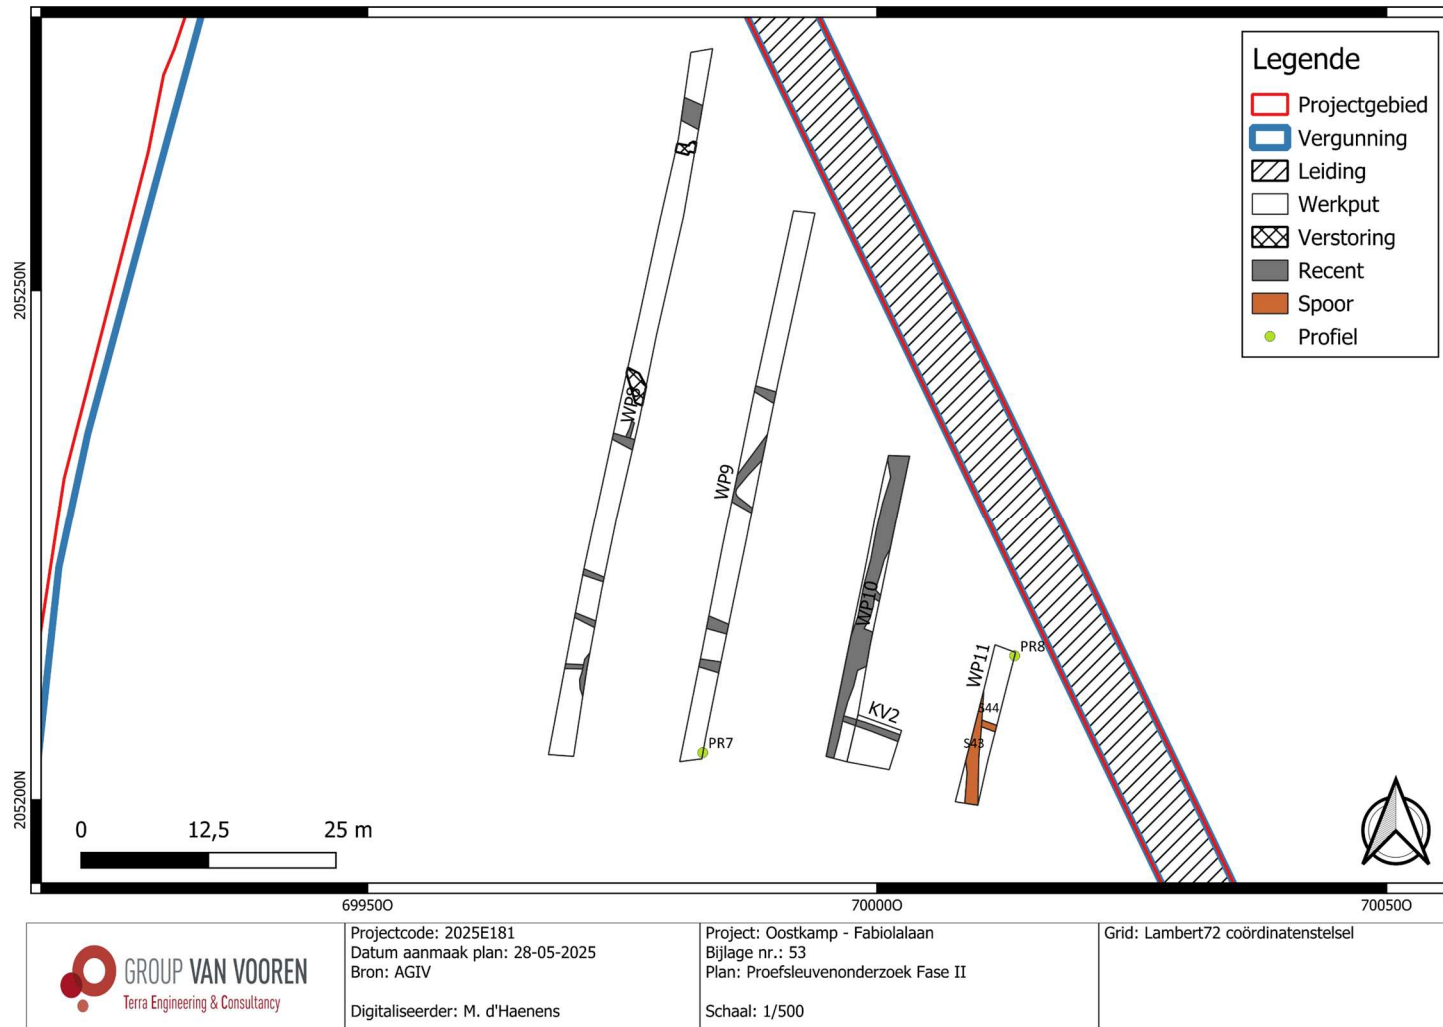 Legende
Projectgebied
Vergunning
Leiding
Werkput
Verstoring
Recent
Spoor
Profiel
205250N
205200N
WP8
WP9
WP10
WP11
KV2
S44
S43
PR8
PR7
0 12,5 25 m
69950O
70000O
70050O
GROUP VAN VOOREN
Terra Engineering & Consultancy
Projectcode: 2025E181
Datum aanmaak plan: 28-05-2025
Bron: AGIV
Digitaliseerder: M. d'Haenens
Project: Oostkamp - Fabiolalaan
Bijlage nr.: 53
Plan: Proefsleuvenonderzoek Fase II
Schaal: 1/500
Grid: Lambert72 coördinatenstelsel